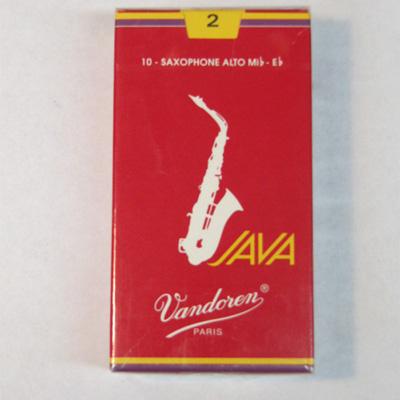 2
10 - SAXOPHONE ALTO Mi♭ - E♭
JAVA
Vandoren®
PARIS